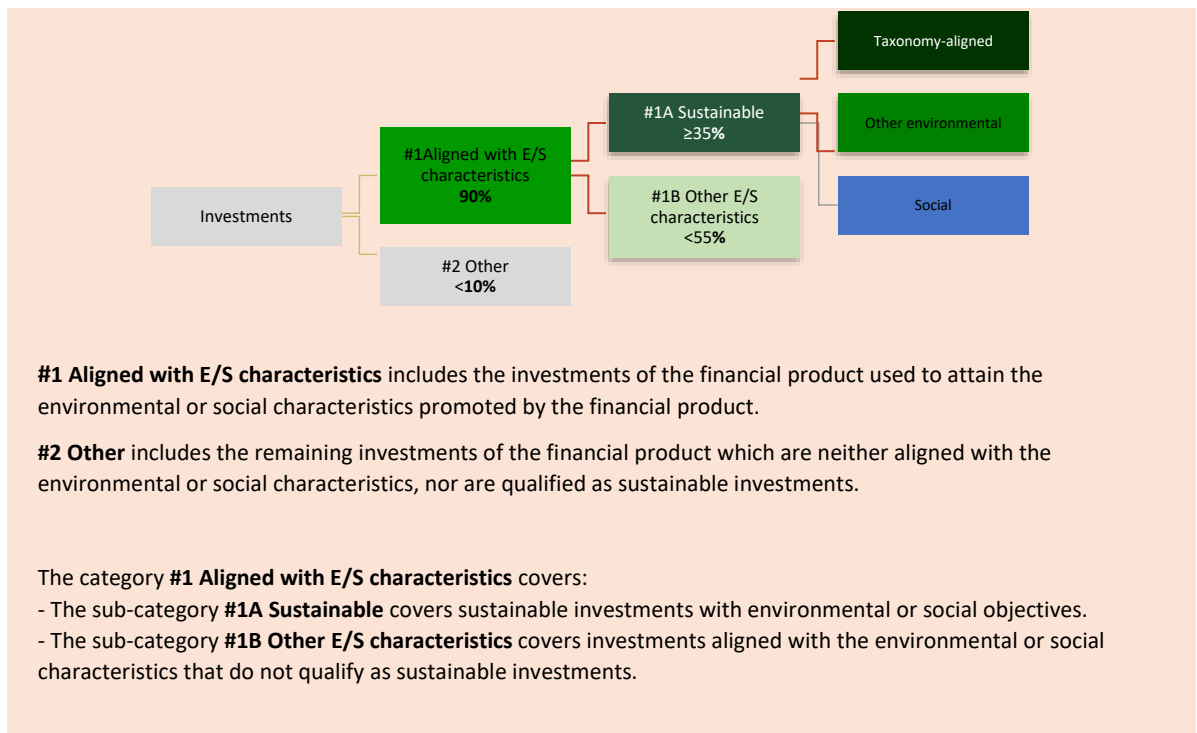 Taxonomy-aligned
#1A Sustainable
≥35%
Other environmental
#1Aligned with E/S
characteristics
90%
#1B Other E/S
characteristics
<55%
Social
Investments
#2 Other
<10%
#1 Aligned with E/S characteristics includes the investments of the financial product used to attain the
environmental or social characteristics promoted by the financial product.
#2 Other includes the remaining investments of the financial product which are neither aligned with the
environmental or social characteristics, nor are qualified as sustainable investments.
The category #1 Aligned with E/S characteristics covers:
- The sub-category #1A Sustainable covers sustainable investments with environmental or social objectives.
- The sub-category #1B Other E/S characteristics covers investments aligned with the environmental or social
characteristics that do not qualify as sustainable investments.